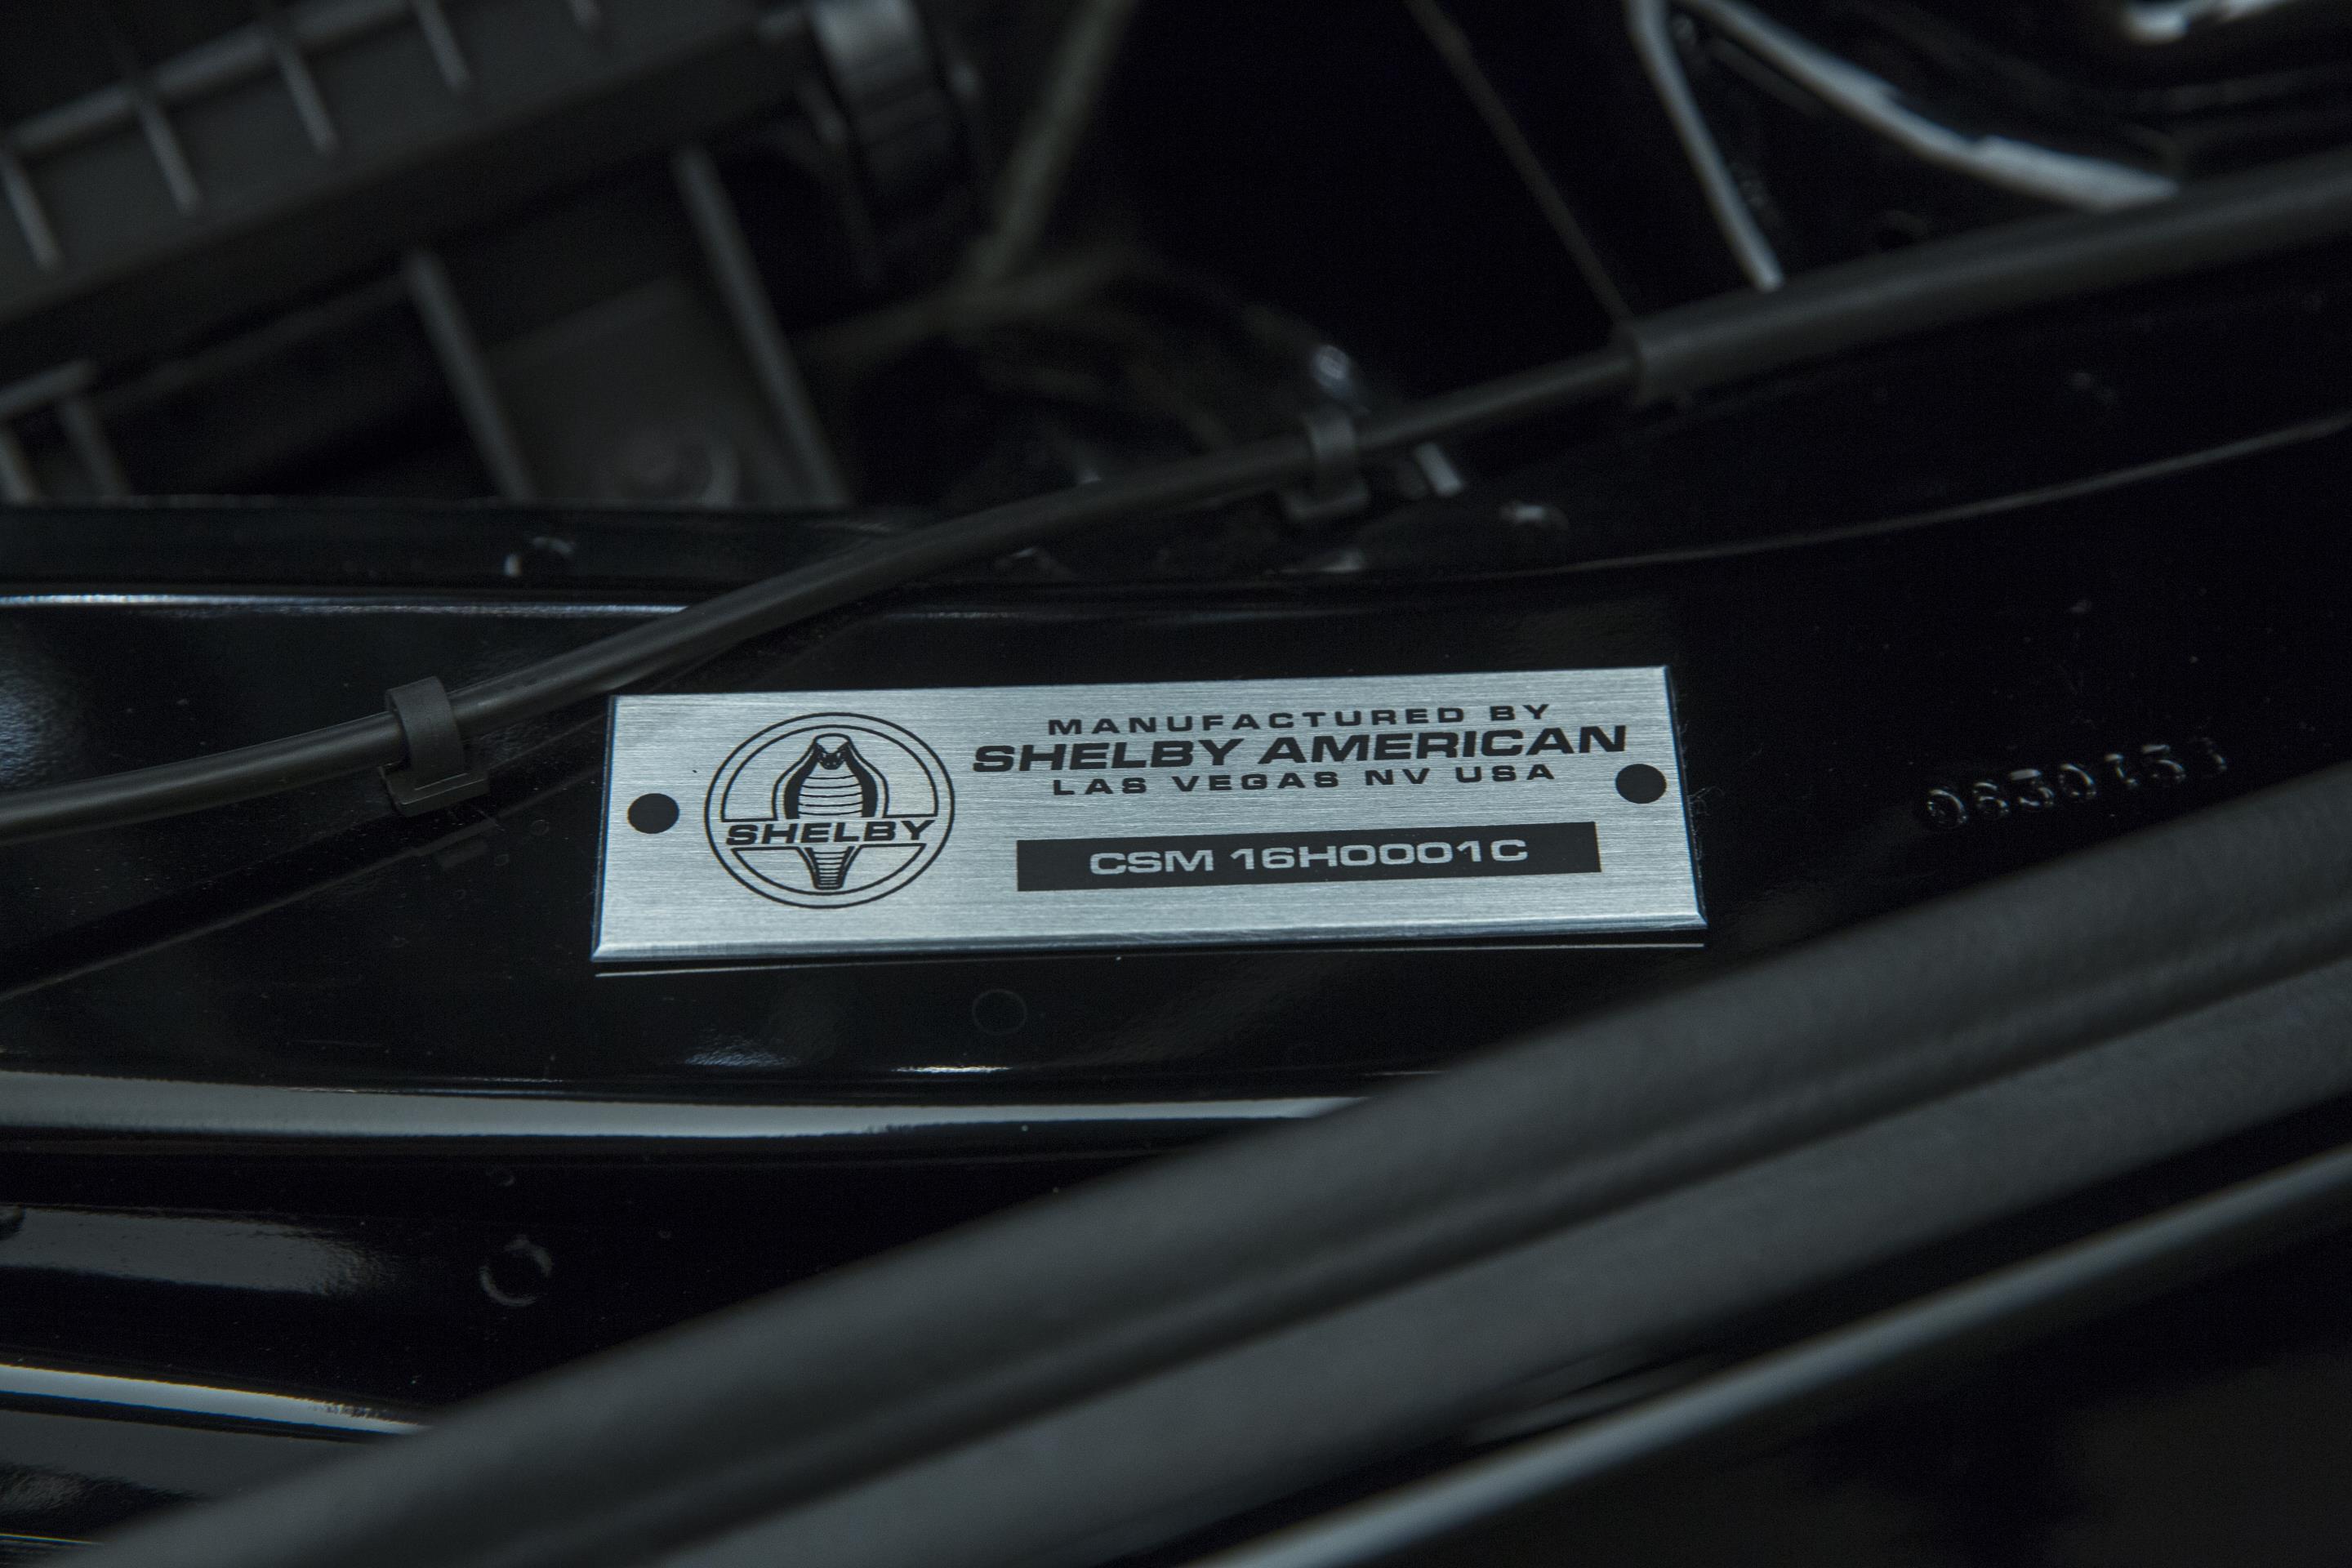 MANUFACTURED BY
SHELBY AMERICAN
LAS VEGAS NV USA
SHELBY
CSM 16H0001C